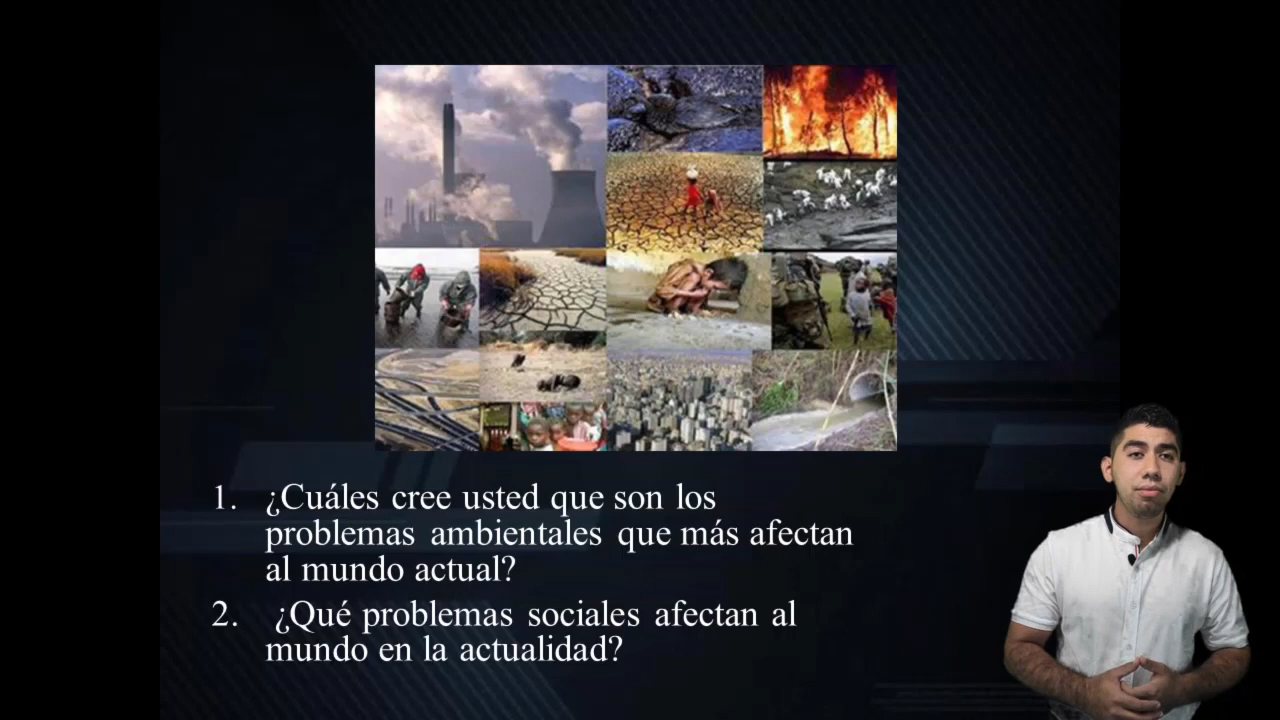 1. ¿Cuáles cree usted que son los
problemas ambientales que más afectan
al mundo actual?
2. ¿Qué problemas sociales afectan al
mundo en la actualidad?